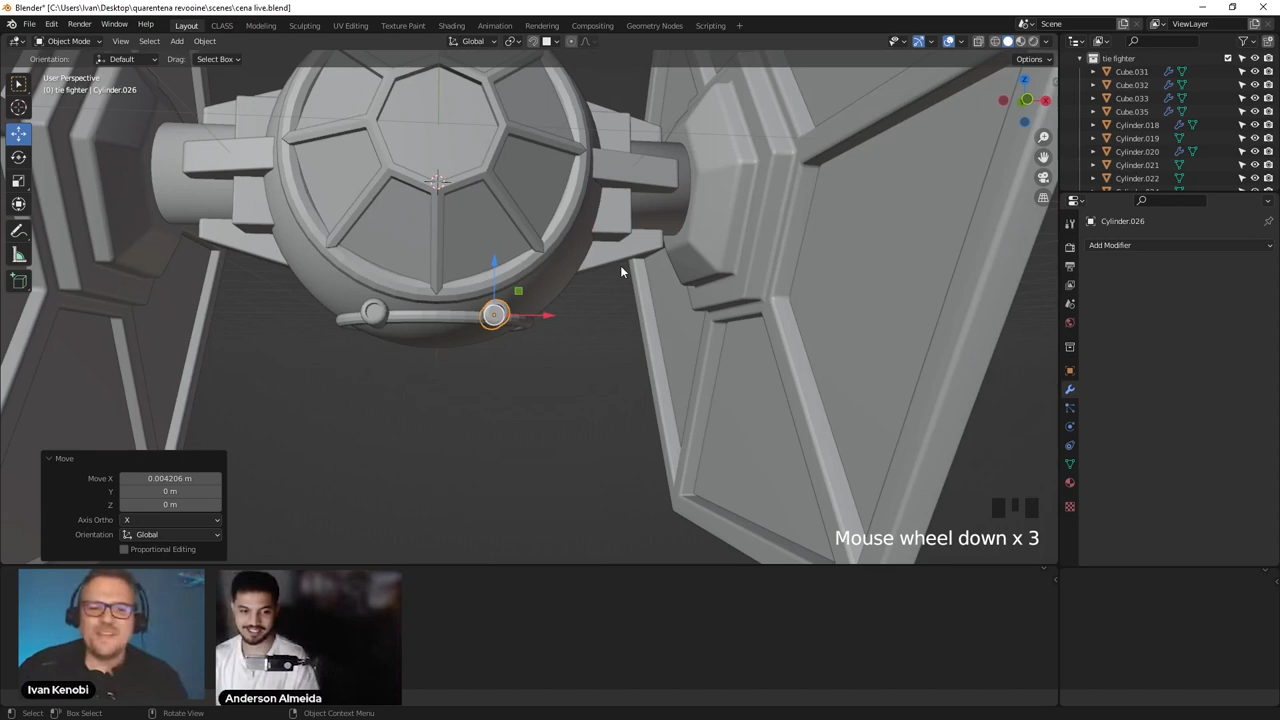 Blender* [C:\Users\Ivan\Desktop\quarentena revooine\scenes\cena live.blend]
File Edit Render Window Help Layout CLASS Modeling Sculpting UV Editing Texture Paint Shading Animation Rendering Compositing Geometry Nodes Scripting + Scene ViewLayer
Object Mode View Select Add Object Global
Orientation: Default Drag: Select Box Options
User Perspective
(0) tie fighter | Cylinder.026
Z
X
tie fighter
Cube.031
Cube.032
Cube.033
Cube.035
Cylinder.018
Cylinder.019
Cylinder.020
Cylinder.021
Cylinder.022
Cylinder.026
Add Modifier
Move
Move X 0.004206 m
Y 0 m
Z 0 m
Axis Ortho X
Orientation Global
Proportional Editing
Mouse wheel down x 3
Ivan Kenobi
Anderson Almeida
Select Box Select Rotate View Object Context Menu